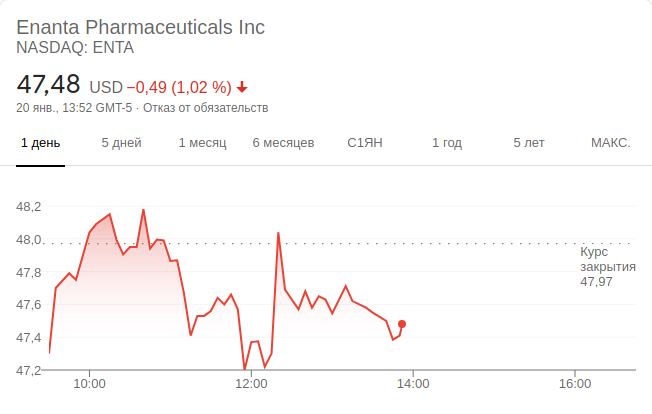 Enanta Pharmaceuticals Inc
NASDAQ: ENTA
47,48 USD −0,49 (1,02 %)
20 янв., 13:52 GMT-5 · Отказ от обязательств
1 день 5 дней 1 месяц 6 месяцев С1ЯН 1 год 5 лет МАКС.
48,2
48,0
47,8
47,6
47,4
47,2
Курс
закрытия
47,97
10:00 12:00 14:00 16:00